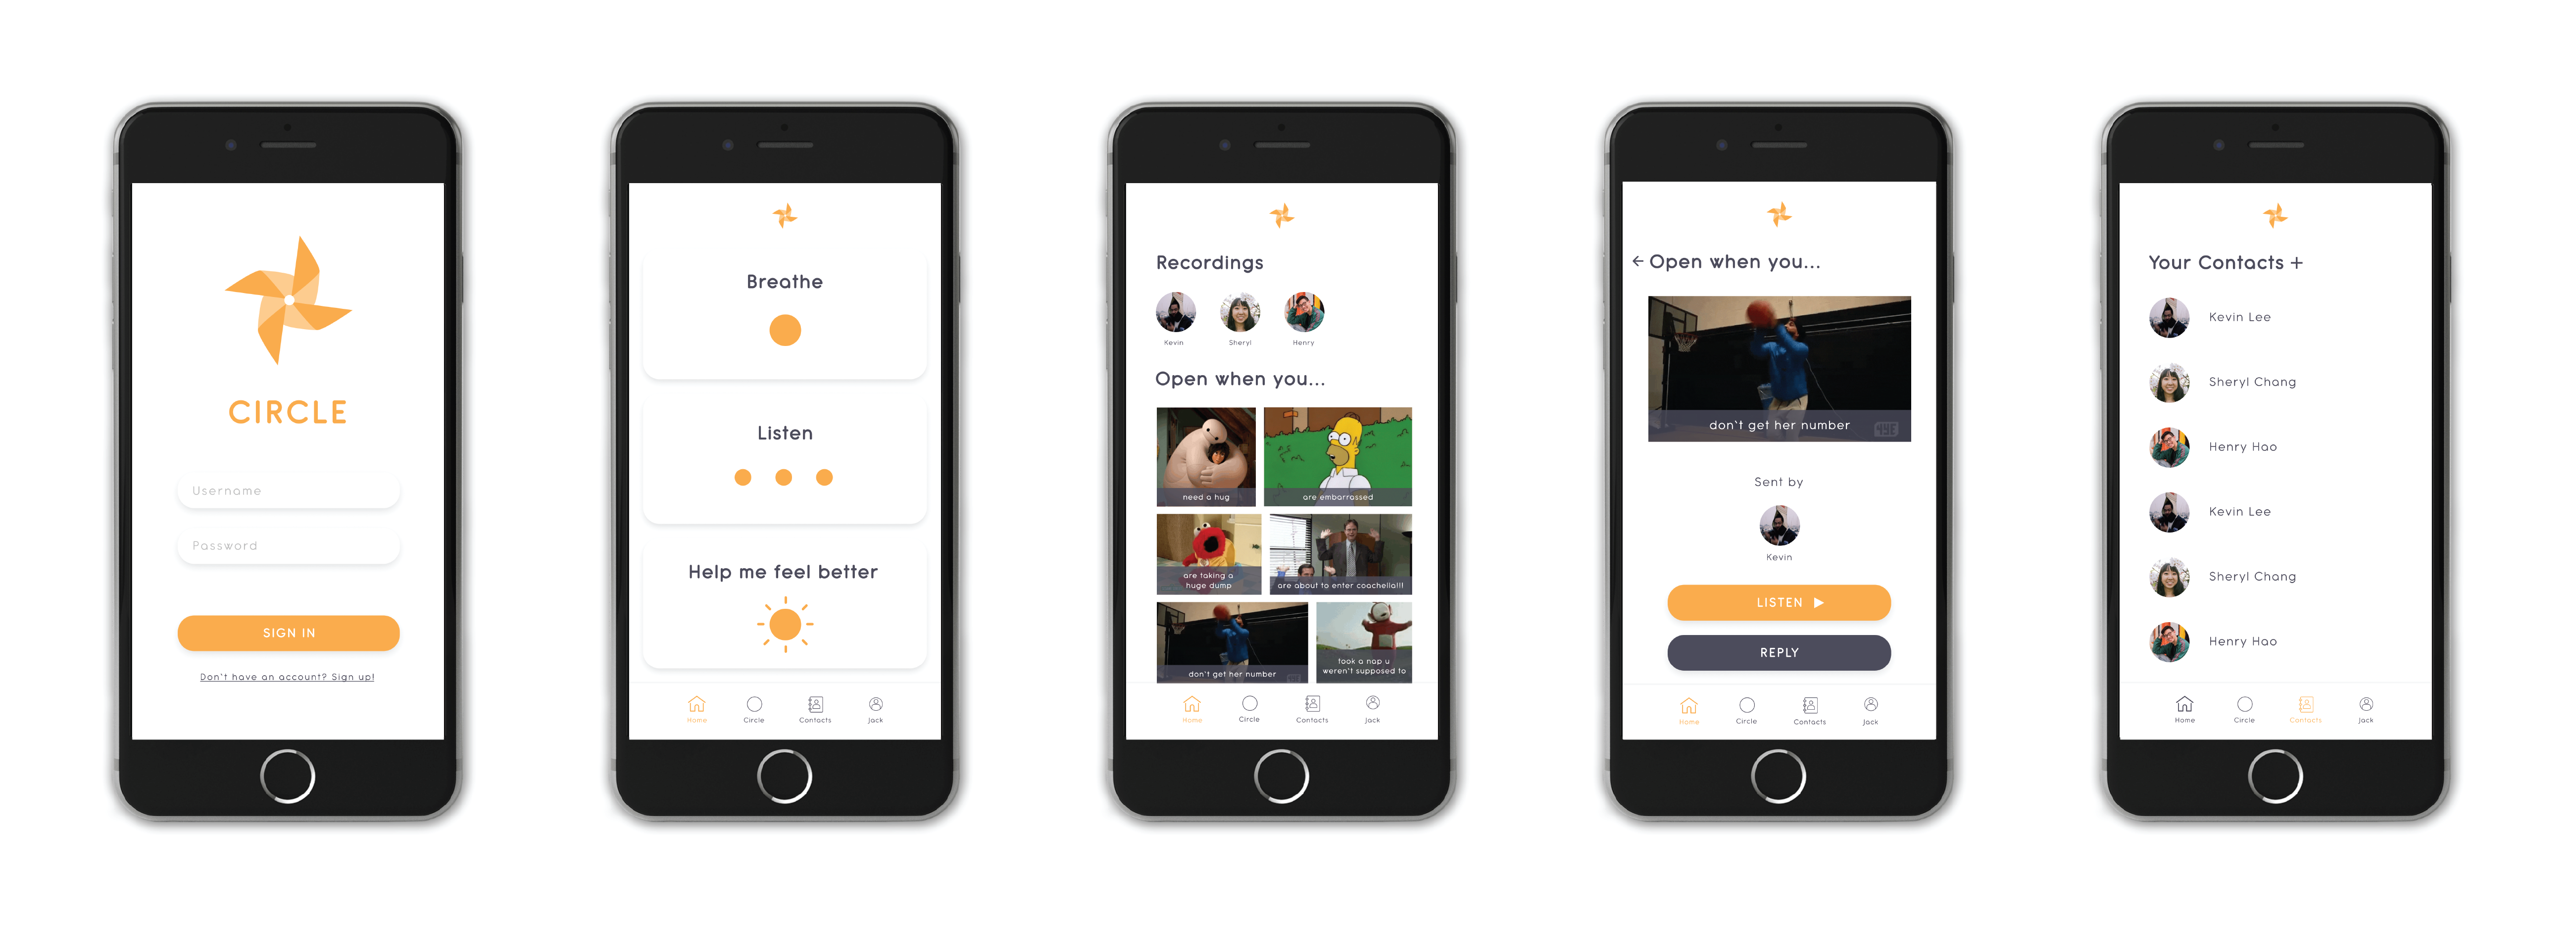 CIRCLE
Username
Password
SIGN IN
Don't have an account? Sign up!
Breathe
Listen
Help me feel better
Home Circle Contacts Jack
Recordings
Kevin Sheryl Henry
Open when you...
need a hug
are embarrassed
are taking a
huge dump
are about to enter coachella!!!
don't get her number
took a nap u
weren't supposed to
Home Circle Contacts Jack
← Open when you...
don't get her number
Sent by
Kevin
LISTEN
REPLY
Home Circle Contacts Jack
Your Contacts +
Kevin Lee
Sheryl Chang
Henry Hao
Kevin Lee
Sheryl Chang
Henry Hao
Home Circle Contacts Jack